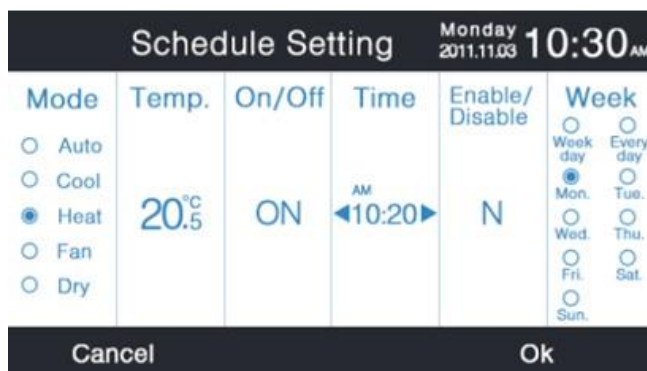 Schedule Setting
Monday
2011.11.03
10:30 AM
Mode
Auto
Cool
Heat
Fan
Dry
Temp.
20.5 °C
On/Off
ON
Time
AM
◀10:20▶
Enable/
Disable
N
Week
Week
day
Every
day
Mon.
Tue.
Wed.
Thu.
Fri.
Sat.
Sun.
Cancel
Ok